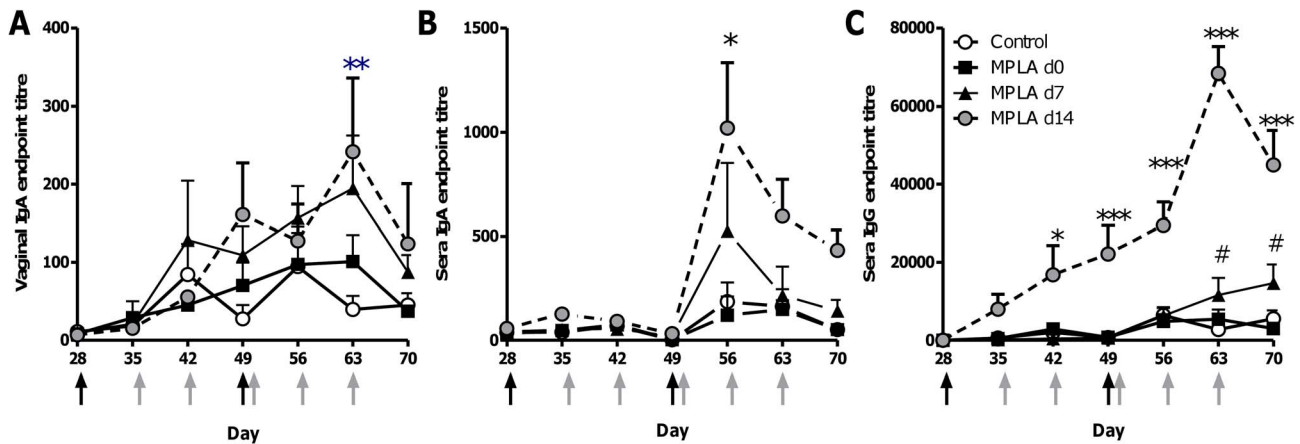 A
Vaginal IgA endpoint titre
400
300
200
100
0
**
28 35 42 49 56 63 70
Day
B
Sera IgA endpoint titre
1500
1000
500
0
*
28 35 42 49 56 63 70
Day
C
Sera IgG endpoint titre
80000
60000
40000
20000
0
Control
MPLA d0
MPLA d7
MPLA d14
*
***
***
***
***
#
#
28 35 42 49 56 63 70
Day